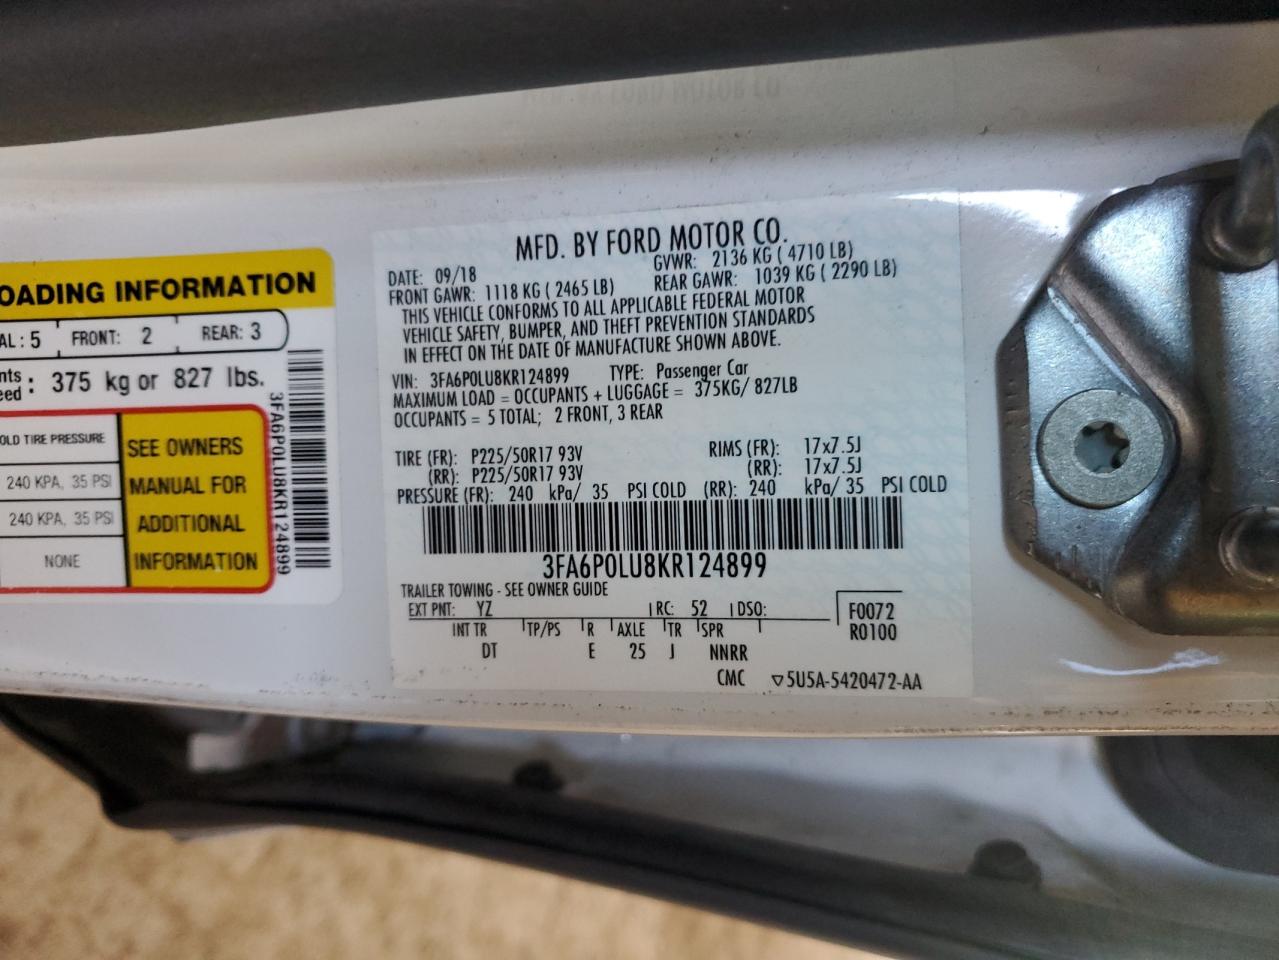 OADING INFORMATION
AL: 5 FRONT: 2 REAR: 3
nts
eed : 375 kg or 827 lbs.
OLD TIRE PRESSURE
240 KPA, 35 PSI
240 KPA, 35 PSI
NONE
SEE OWNERS
MANUAL FOR
ADDITIONAL
INFORMATION
3FA6P0LU8KR124899
MFD. BY FORD MOTOR CO.
DATE: 09/18 GVWR: 2136 KG ( 4710 LB)
FRONT GAWR: 1118 KG ( 2465 LB) REAR GAWR: 1039 KG ( 2290 LB)
THIS VEHICLE CONFORMS TO ALL APPLICABLE FEDERAL MOTOR
VEHICLE SAFETY, BUMPER, AND THEFT PREVENTION STANDARDS
IN EFFECT ON THE DATE OF MANUFACTURE SHOWN ABOVE.
VIN: 3FA6P0LU8KR124899 TYPE: Passenger Car
MAXIMUM LOAD = OCCUPANTS + LUGGAGE = 375KG/ 827LB
OCCUPANTS = 5 TOTAL; 2 FRONT, 3 REAR
TIRE (FR): P225/50R17 93V RIMS (FR): 17x7.5J
(RR): P225/50R17 93V (RR): 17x7.5J
PRESSURE (FR): 240 kPa/ 35 PSI COLD (RR): 240 kPa/ 35 PSI COLD
3FA6P0LU8KR124899
TRAILER TOWING - SEE OWNER GUIDE
EXT PNT: YZ RC: 52 DSO: F0072
INT TR TP/PS R AXLE TR SPR R0100
DT E 25 J NNRR
CMC ▽5U5A-5420472-AA